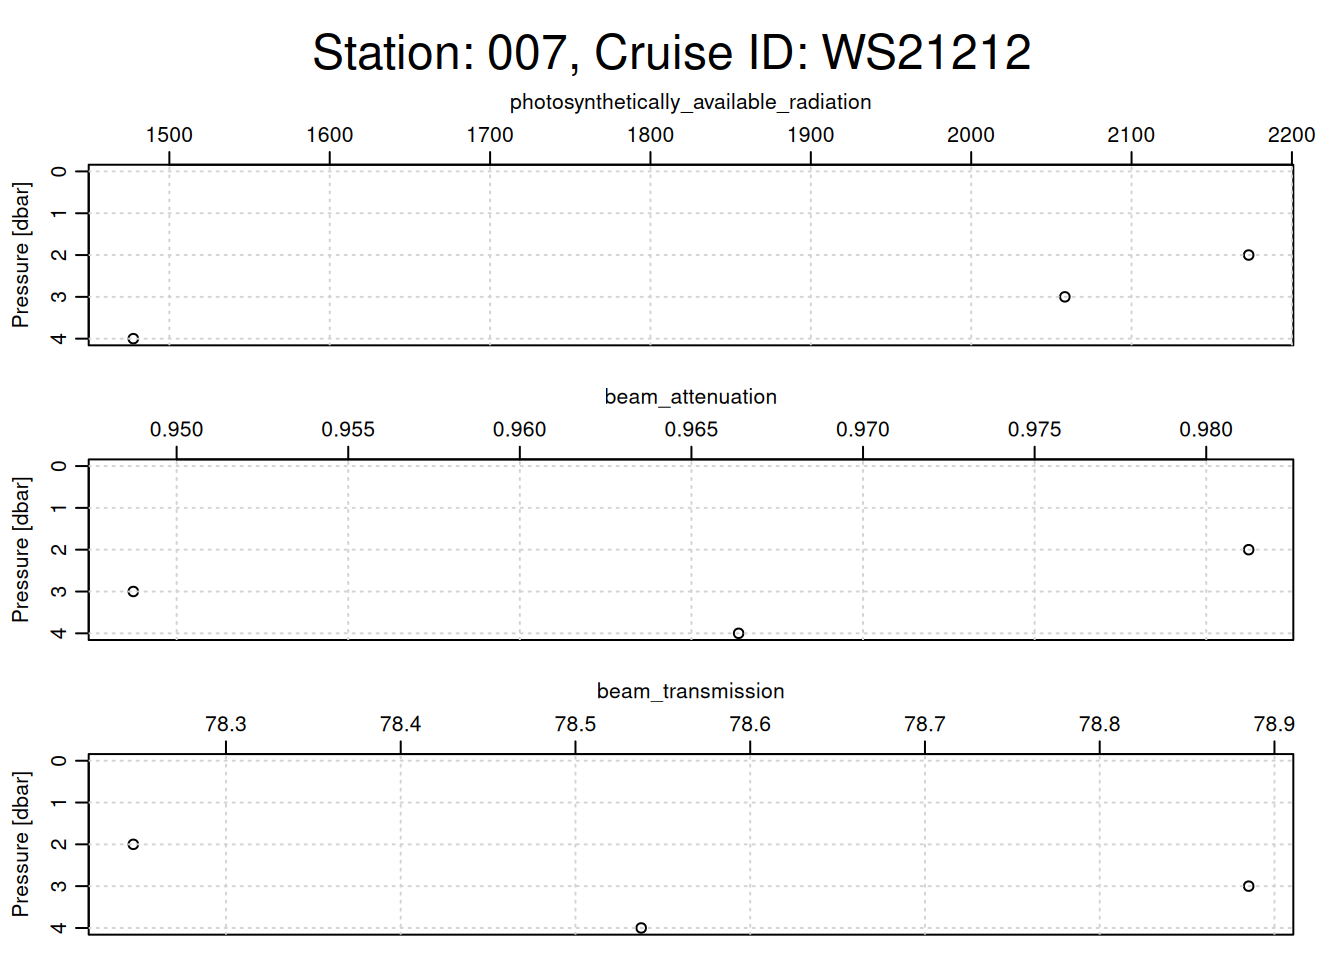 Station: 007, Cruise ID: WS21212
photosynthetically_available_radiation
1500 1600 1700 1800 1900 2000 2100 2200
Pressure [dbar]
0
1
2
3
4
beam_attenuation
0.950 0.955 0.960 0.965 0.970 0.975 0.980
Pressure [dbar]
0
1
2
3
4
beam_transmission
78.3 78.4 78.5 78.6 78.7 78.8 78.9
Pressure [dbar]
0
1
2
3
4